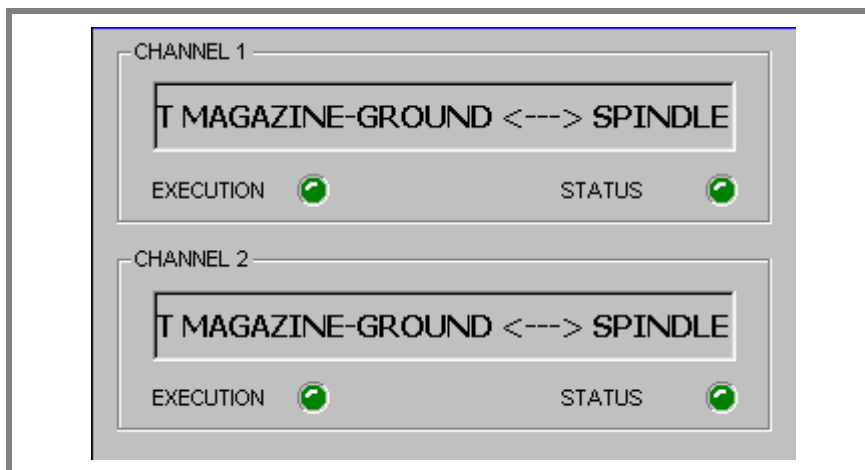 CHANNEL 1
T MAGAZINE-GROUND <---> SPINDLE
EXECUTION STATUS
CHANNEL 2
T MAGAZINE-GROUND <---> SPINDLE
EXECUTION STATUS